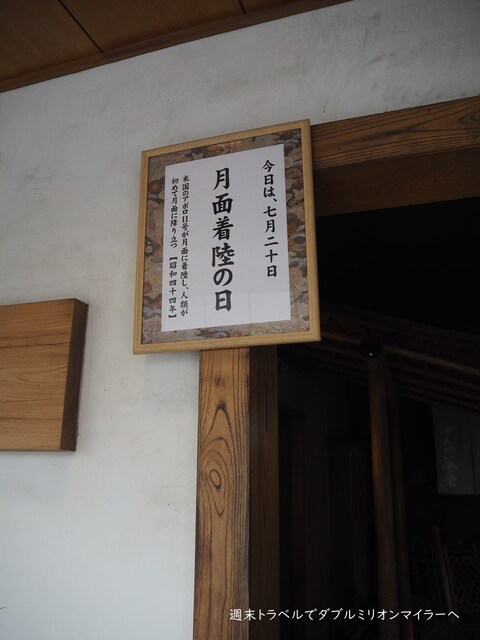 今日は、七月二十日
月面着陸の日
米国のアポロ11号が月面に着陸し、人類が
初めて月面に降り立つ【昭和四十四年】
週末トラベルでダブルミリオンマイラーへ